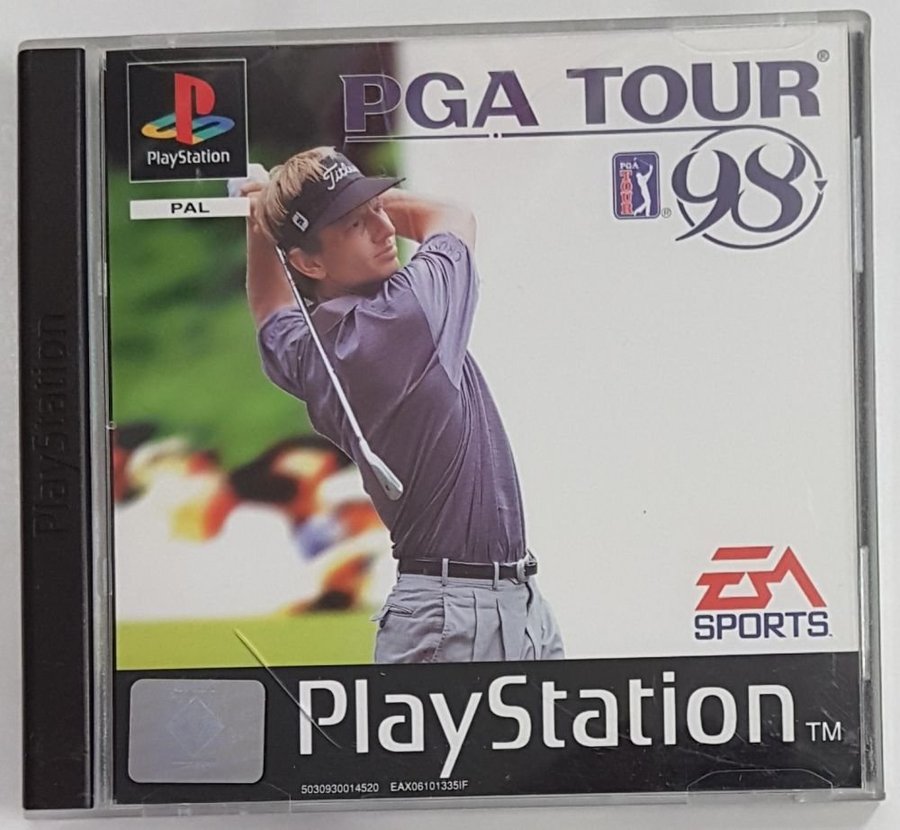 PGA TOUR®
98
PGA
TOUR
®
PlayStation
PAL
Titleist
PlayStation
EA
SPORTS
PlayStation TM
5030930014520 EAX06101335IF